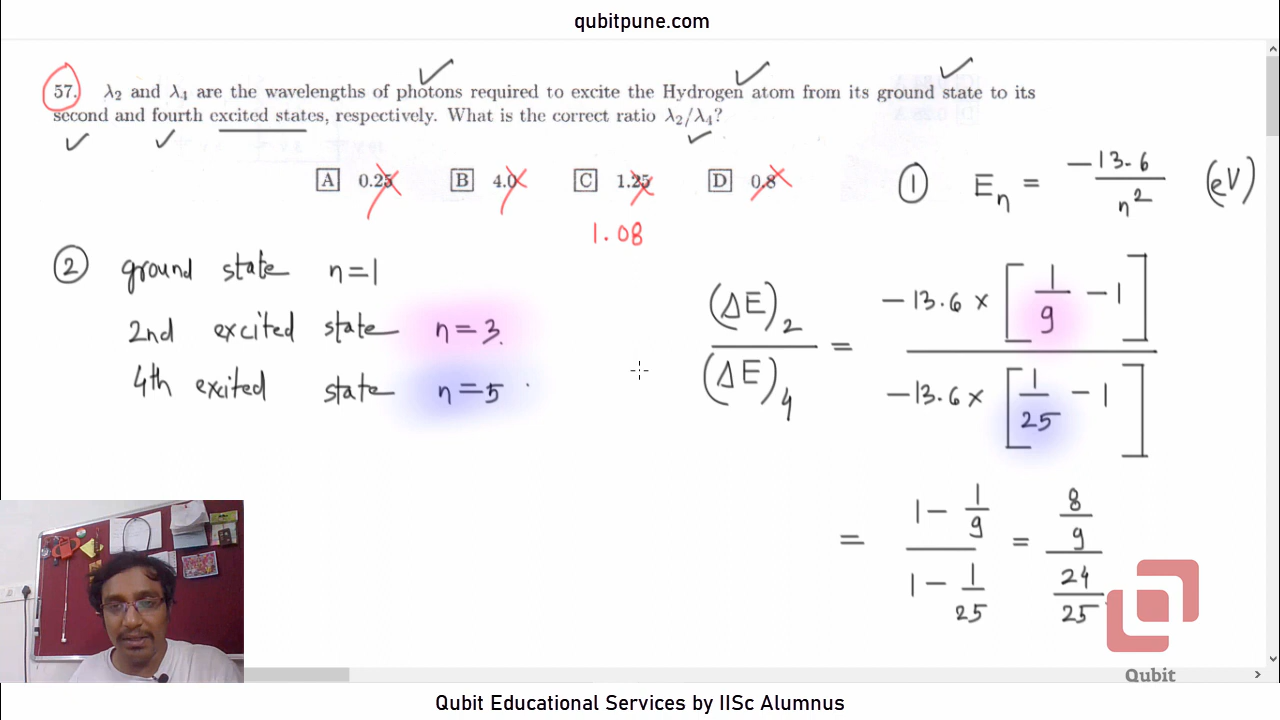 qubitpune.com
57. λ₂ and λ₄ are the wavelengths of photons required to excite the Hydrogen atom from its ground state to its
second and fourth excited states, respectively. What is the correct ratio λ₂/λ₄?
A 0.25 B 4.0 C 1.25 D 0.8
1.08
① Eₙ = -13.6 / n² (eV)
② ground state n=1
2nd excited state n=3
4th excited state n=5
(ΔE)₂ / (ΔE)₄ = -13.6 × [1/9 - 1] / -13.6 × [1/25 - 1]
= (1 - 1/9) / (1 - 1/25) = (8/9) / (24/25)
Qubit
Qubit Educational Services by IISc Alumnus